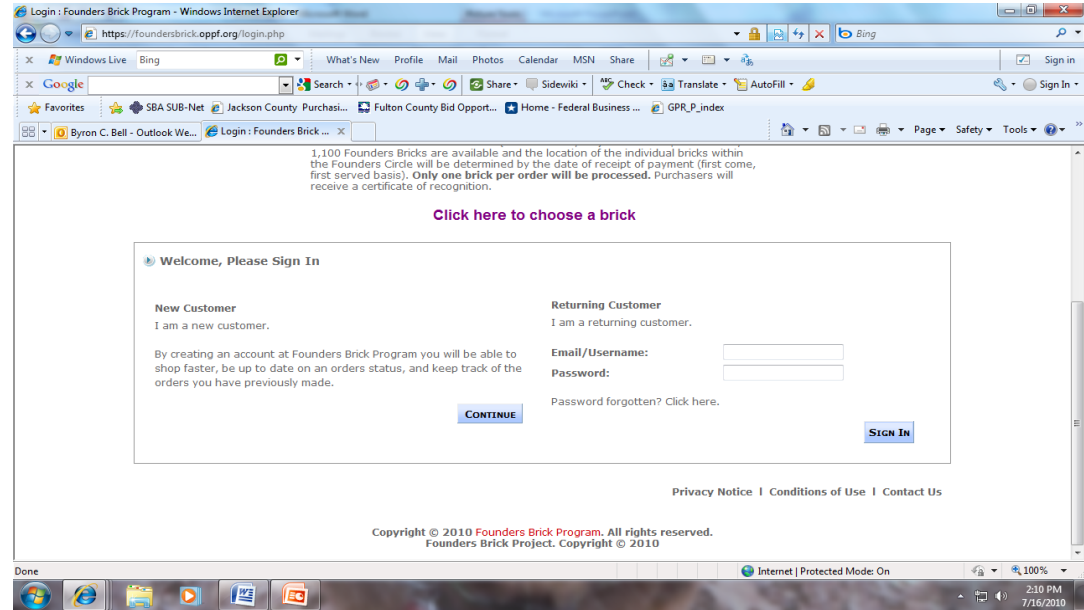 Login : Founders Brick Program - Windows Internet Explorer
https://foundersbrick.oppf.org/login.php
Bing
x Windows Live Bing What's New Profile Mail Photos Calendar MSN Share Sign in
x Google Search Share Sidewiki Check Translate AutoFill Sign In
Favorites SBA SUB-Net Jackson County Purchasi... Fulton County Bid Opport... Home - Federal Business ... GPR_P_index
Byron C. Bell - Outlook We... Login : Founders Brick ... X Page Safety Tools
1,100 Founders Bricks are available and the location of the individual bricks within
the Founders Circle will be determined by the date of receipt of payment (first come,
first served basis). Only one brick per order will be processed. Purchasers will
receive a certificate of recognition.
Click here to choose a brick
Welcome, Please Sign In
New Customer
I am a new customer.
By creating an account at Founders Brick Program you will be able to
shop faster, be up to date on an orders status, and keep track of the
orders you have previously made.
CONTINUE
Returning Customer
I am a returning customer.
Email/Username:
Password:
Password forgotten? Click here.
SIGN IN
Privacy Notice | Conditions of Use | Contact Us
Copyright © 2010 Founders Brick Program. All rights reserved.
Founders Brick Project. Copyright © 2010
Done Internet | Protected Mode: On 100%
2:10 PM
7/16/2010